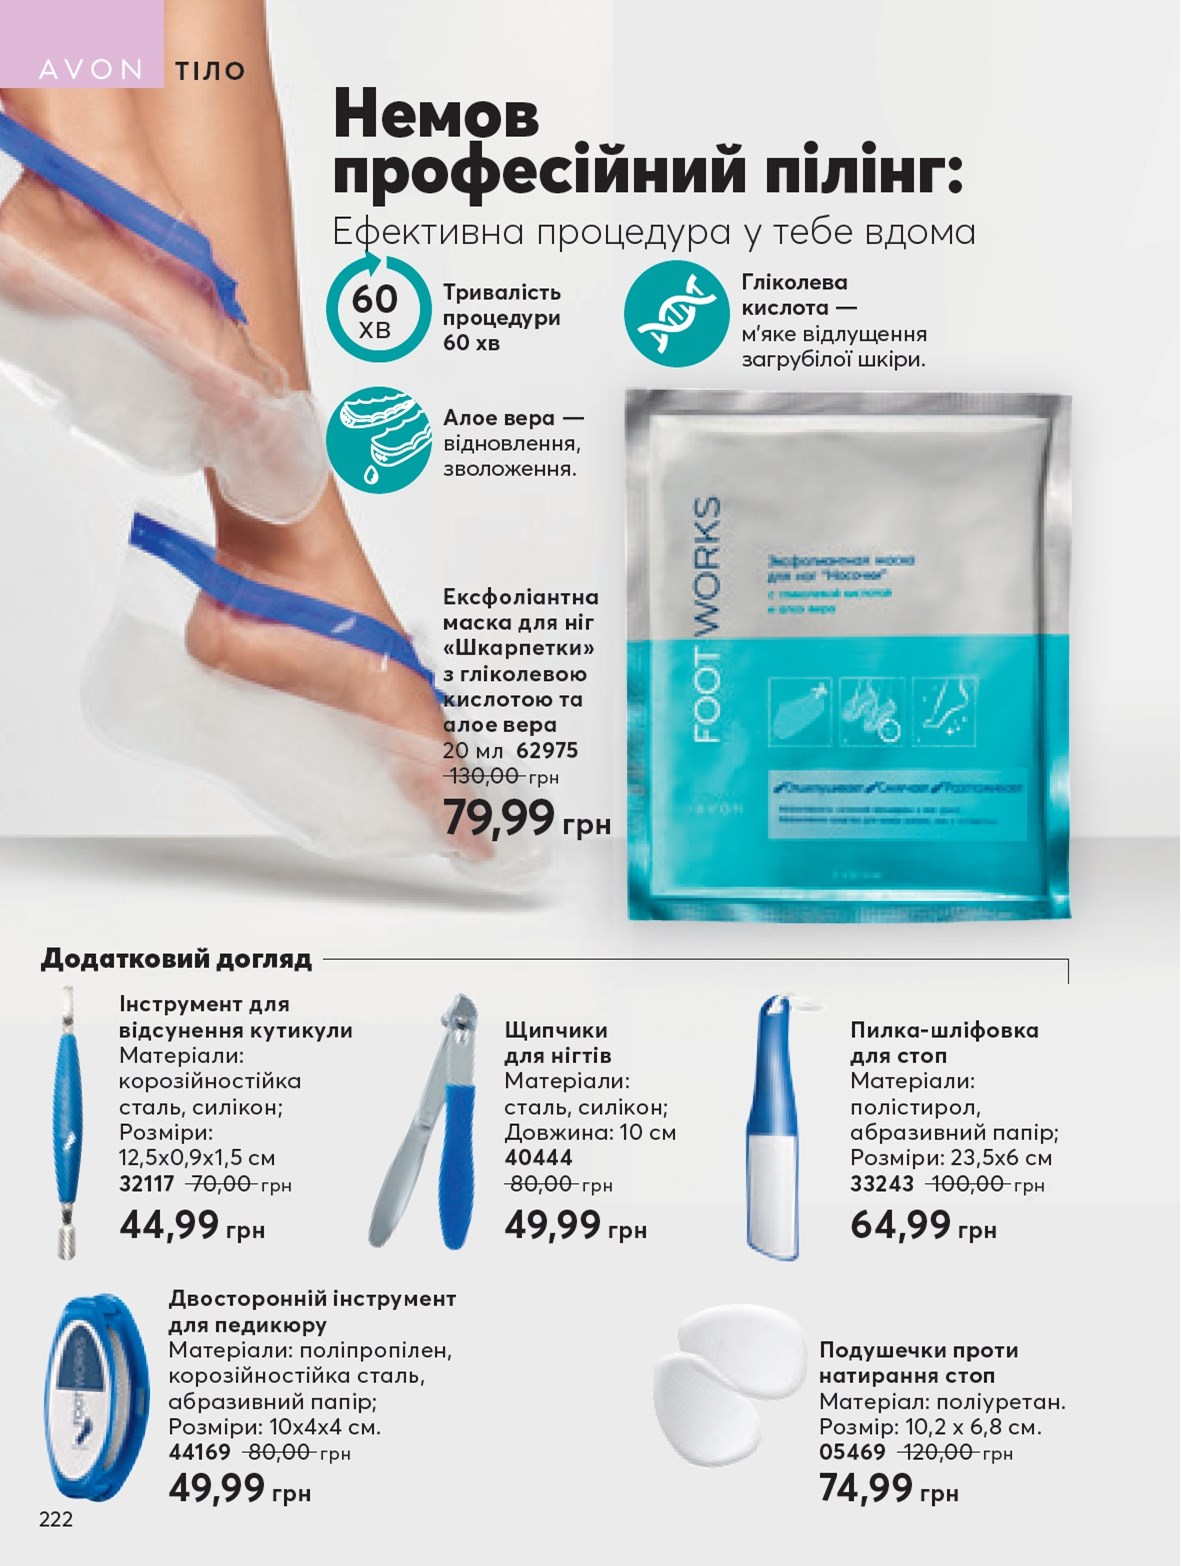 AVON ТІЛО
Немов
професійний пілінг:
Ефективна процедура у тебе вдома
60
ХВ
Тривалість
процедури
60 хв
Гліколева
кислота —
м'яке відлущення
загрубілої шкіри.
Алое вера —
відновлення,
зволоження.
FOOT WORKS
Эксфолиантная маска
для ног "Носочки"
с гликолевой кислотой
и алоэ вера
AVON
Ексфоліантна
маска для ніг
«Шкарпетки»
з гліколевою
кислотою та
алое вера
20 мл 62975
130,00 грн
79,99 грн
Додатковий догляд
Інструмент для
відсунення кутикули
Матеріали:
корозійностійка
сталь, силікон;
Розміри:
12,5х0,9х1,5 см
32117 70,00 грн
44,99 грн
Щипчики
для нігтів
Матеріали:
сталь, силікон;
Довжина: 10 см
40444
80,00 грн
49,99 грн
Пилка-шліфовка
для стоп
Матеріали:
полістирол,
абразивний папір;
Розміри: 23,5х6 см
33243 100,00 грн
64,99 грн
FOOT WORKS
Двосторонній інструмент
для педикюру
Матеріали: поліпропілен,
корозійностійка сталь,
абразивний папір;
Розміри: 10х4х4 см.
44169 80,00 грн
49,99 грн
Подушечки проти
натирання стоп
Матеріал: поліуретан.
Розмір: 10,2 х 6,8 см.
05469 120,00 грн
74,99 грн
222